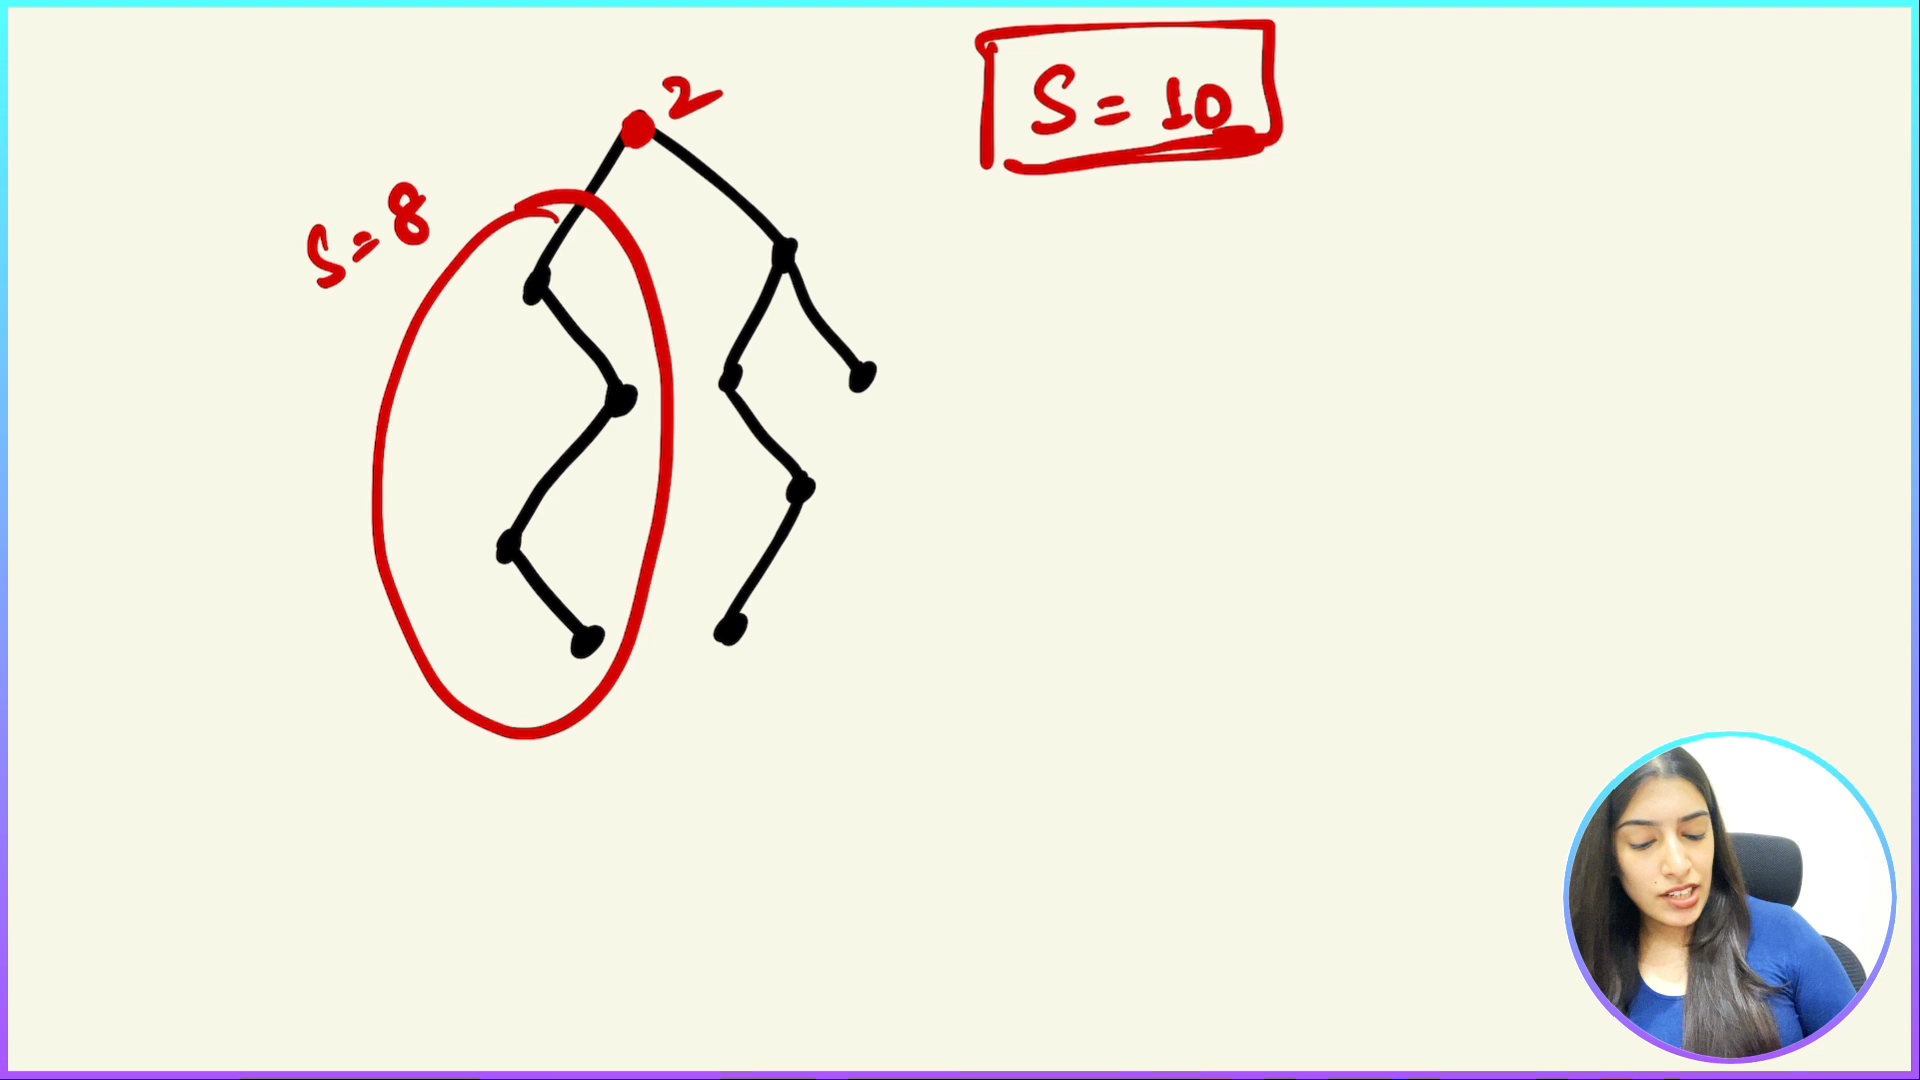 2
S = 10
S = 8